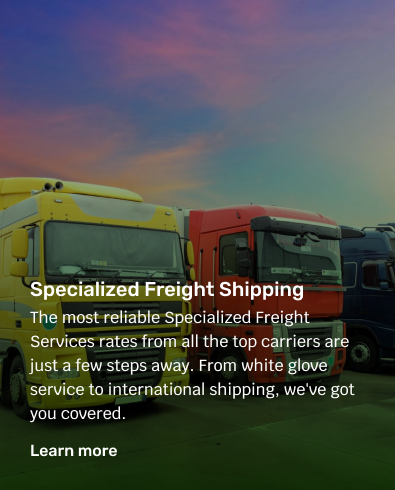 Specialized Freight Shipping
The most reliable Specialized Freight
Services rates from all the top carriers are
just a few steps away. From white glove
service to international shipping, we've got
you covered.
Learn more